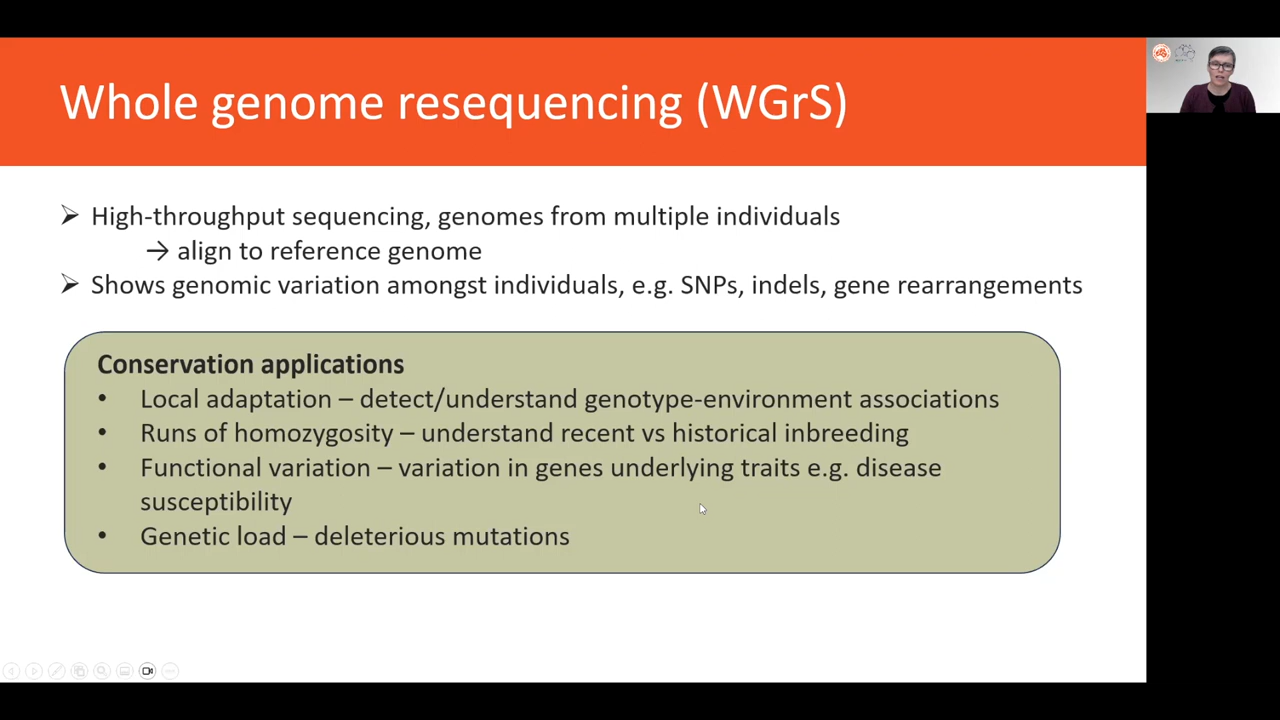 Whole genome resequencing (WGrS)
➢ High-throughput sequencing, genomes from multiple individuals
→ align to reference genome
➢ Shows genomic variation amongst individuals, e.g. SNPs, indels, gene rearrangements
Conservation applications
• Local adaptation – detect/understand genotype-environment associations
• Runs of homozygosity – understand recent vs historical inbreeding
• Functional variation – variation in genes underlying traits e.g. disease
susceptibility
• Genetic load – deleterious mutations